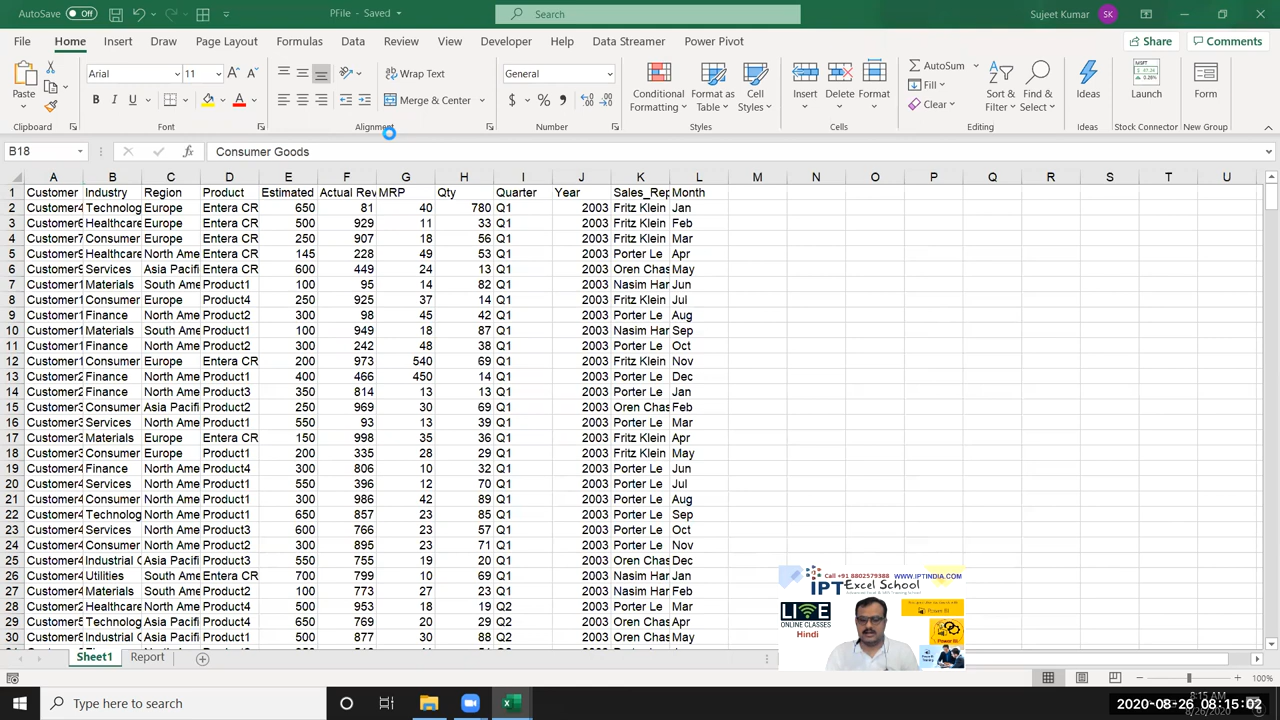 AutoSave Off PFile - Saved Search Sujeet Kumar SK
File Home Insert Draw Page Layout Formulas Data Review View Developer Help Data Streamer Power Pivot Share Comments
Paste Arial 11 Wrap Text General Conditional Format as Cell Insert Delete Format AutoSum Sort & Find & Ideas Launch Form
B I U A Merge & Center $ % Formatting Table Styles Fill Clear Filter Select
Clipboard Font Alignment Number Styles Cells Editing Ideas Stock Connector New Group
B18 fx Consumer Goods
A B C D E F G H I J K L M N O P Q R S T U
1 Customer Industry Region Product Estimated Actual Rev MRP Qty Quarter Year Sales_Rep Month
2 Customer4 Technolog Europe Entera CR 650 81 40 780 Q1 2003 Fritz Klein Jan
3 Customer6 Healthcare Europe Entera CR 500 929 11 33 Q1 2003 Fritz Klein Feb
4 Customer7 Consumer Europe Entera CR 250 907 18 56 Q1 2003 Fritz Klein Mar
5 Customer9 Healthcare North Ame Entera CR 145 228 49 53 Q1 2003 Porter Le Apr
6 Customer9 Services Asia Pacifi Entera CR 600 449 24 13 Q1 2003 Oren Chas May
7 Customer1 Materials South Ame Product1 100 95 14 82 Q1 2003 Nasim Har Jun
8 Customer1 Consumer Europe Product4 250 925 37 14 Q1 2003 Fritz Klein Jul
9 Customer1 Finance North Ame Product2 300 98 45 42 Q1 2003 Porter Le Aug
10 Customer1 Materials South Ame Product1 100 949 18 87 Q1 2003 Nasim Har Sep
11 Customer1 Finance North Ame Product2 300 242 48 38 Q1 2003 Porter Le Oct
12 Customer1 Consumer Europe Entera CR 200 973 540 69 Q1 2003 Fritz Klein Nov
13 Customer2 Finance North Ame Product1 400 466 450 14 Q1 2003 Porter Le Dec
14 Customer2 Finance North Ame Product3 350 814 13 13 Q1 2003 Porter Le Jan
15 Customer3 Consumer Asia Pacifi Entera CR 250 969 30 69 Q1 2003 Oren Chas Feb
16 Customer3 Services North Ame Product1 550 93 13 39 Q1 2003 Porter Le Mar
17 Customer3 Materials Europe Entera CR 150 998 35 36 Q1 2003 Fritz Klein Apr
18 Customer3 Consumer Europe Product1 200 335 28 29 Q1 2003 Fritz Klein May
19 Customer4 Finance North Ame Product4 300 806 10 32 Q1 2003 Porter Le Jun
20 Customer4 Services North Ame Product1 550 396 12 70 Q1 2003 Porter Le Jul
21 Customer4 Consumer North Ame Product1 300 986 42 89 Q1 2003 Porter Le Aug
22 Customer4 Technolog North Ame Product1 650 857 23 85 Q1 2003 Porter Le Sep
23 Customer4 Services North Ame Product3 600 766 23 57 Q1 2003 Porter Le Oct
24 Customer4 Consumer North Ame Product2 300 895 23 71 Q1 2003 Porter Le Nov
25 Customer4 Industrial G Asia Pacifi Product3 755 755 19 20 Q1 2003 Oren Chas Dec
26 Customer4 Utilities South Ame Entera CR 700 799 10 69 Q1 2003 Nasim Har Jan
27 Customer4 Materials South Ame Product2 100 773 27 23 Q1 2003 Nasim Har Feb
28 Customer2 Healthcare North Ame Product4 500 953 18 19 Q2 2003 Porter Le Mar
29 Customer5 Technolog Asia Pacifi Product4 650 769 20 29 Q2 2003 Oren Chas Apr
30 Customer6 Industrial G Asia Pacifi Product1 500 877 30 88 Q2 2003 Oren Chas May
Call +91 8802579388 WWW.IPTINDIA.COM
IPT Excel School
LIVE
ONLINE CLASSES
Hindi
Power BI
Sheet1 Report
100%
Type here to search
8:15 AM
2020-08-26 08:15:02